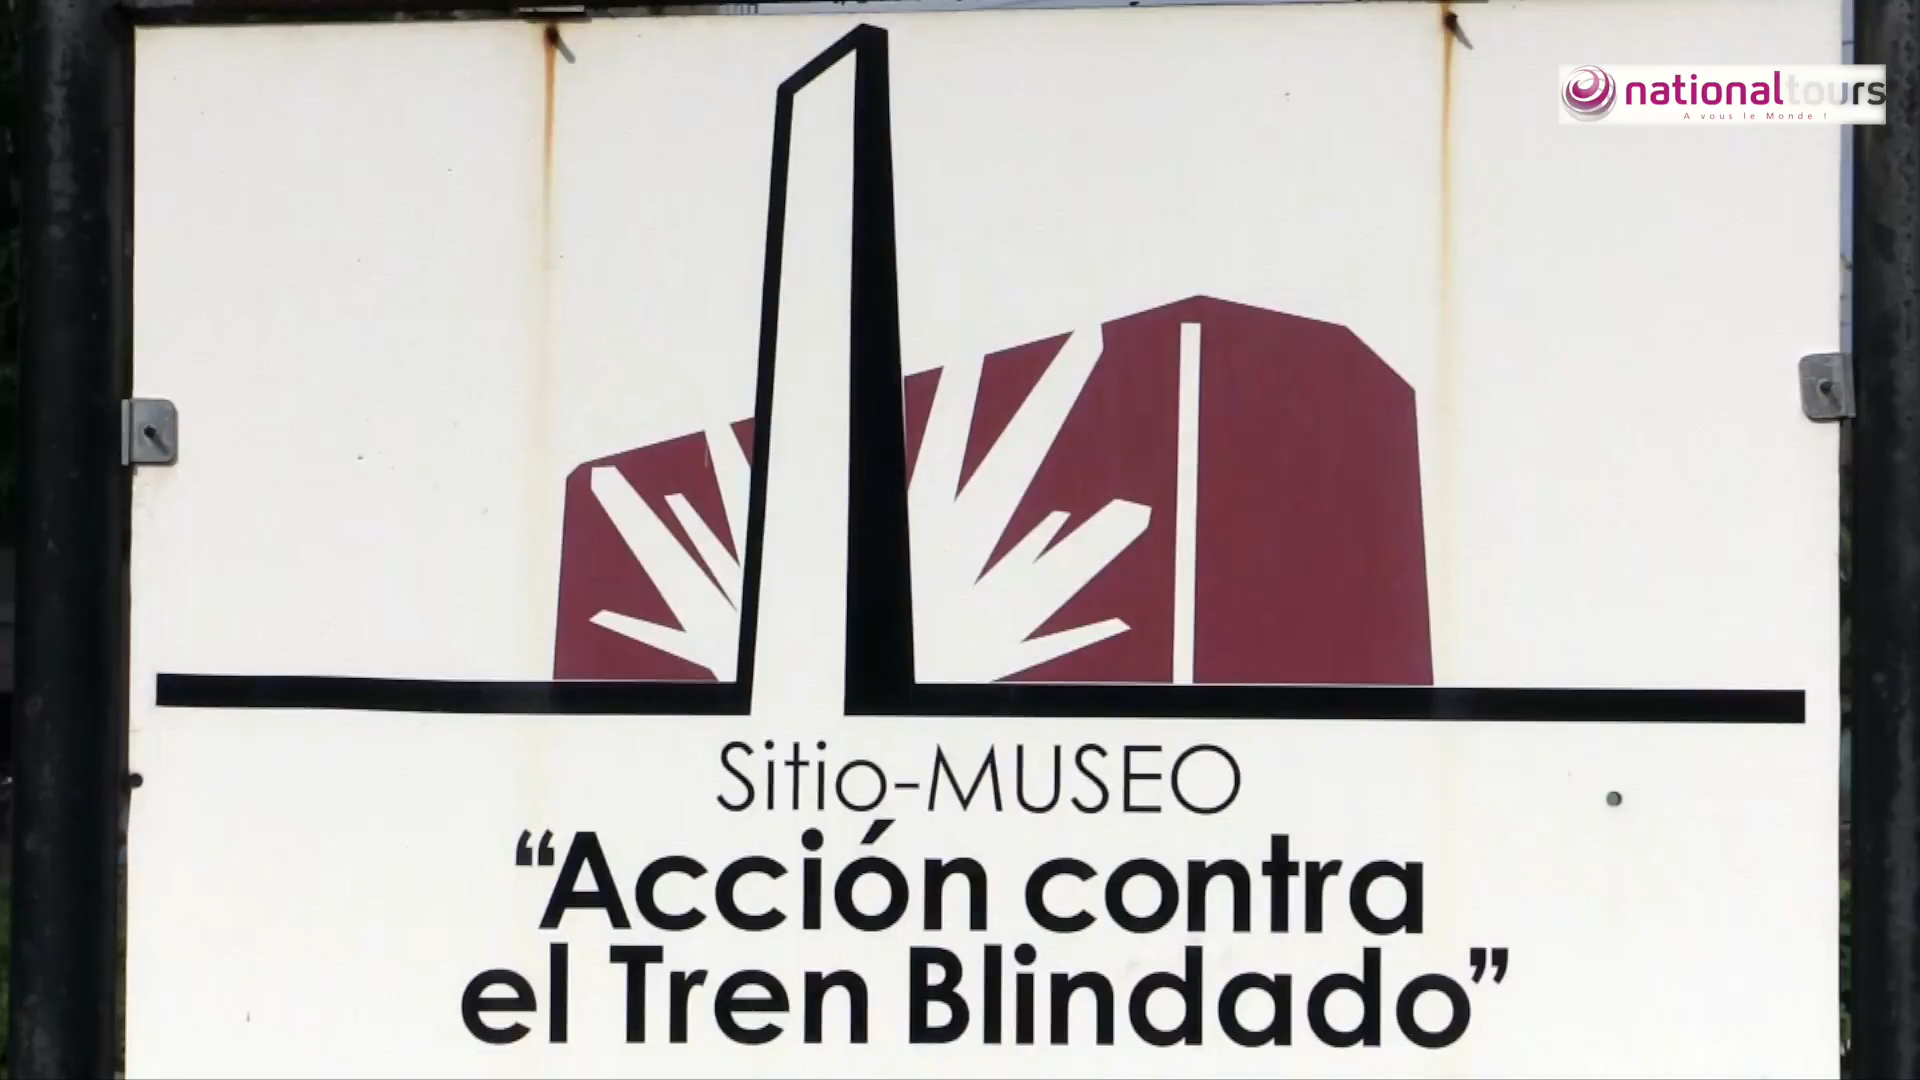 nationaltours
A vous le Monde !
Sitio-MUSEO
“Acción contra
el Tren Blindado”